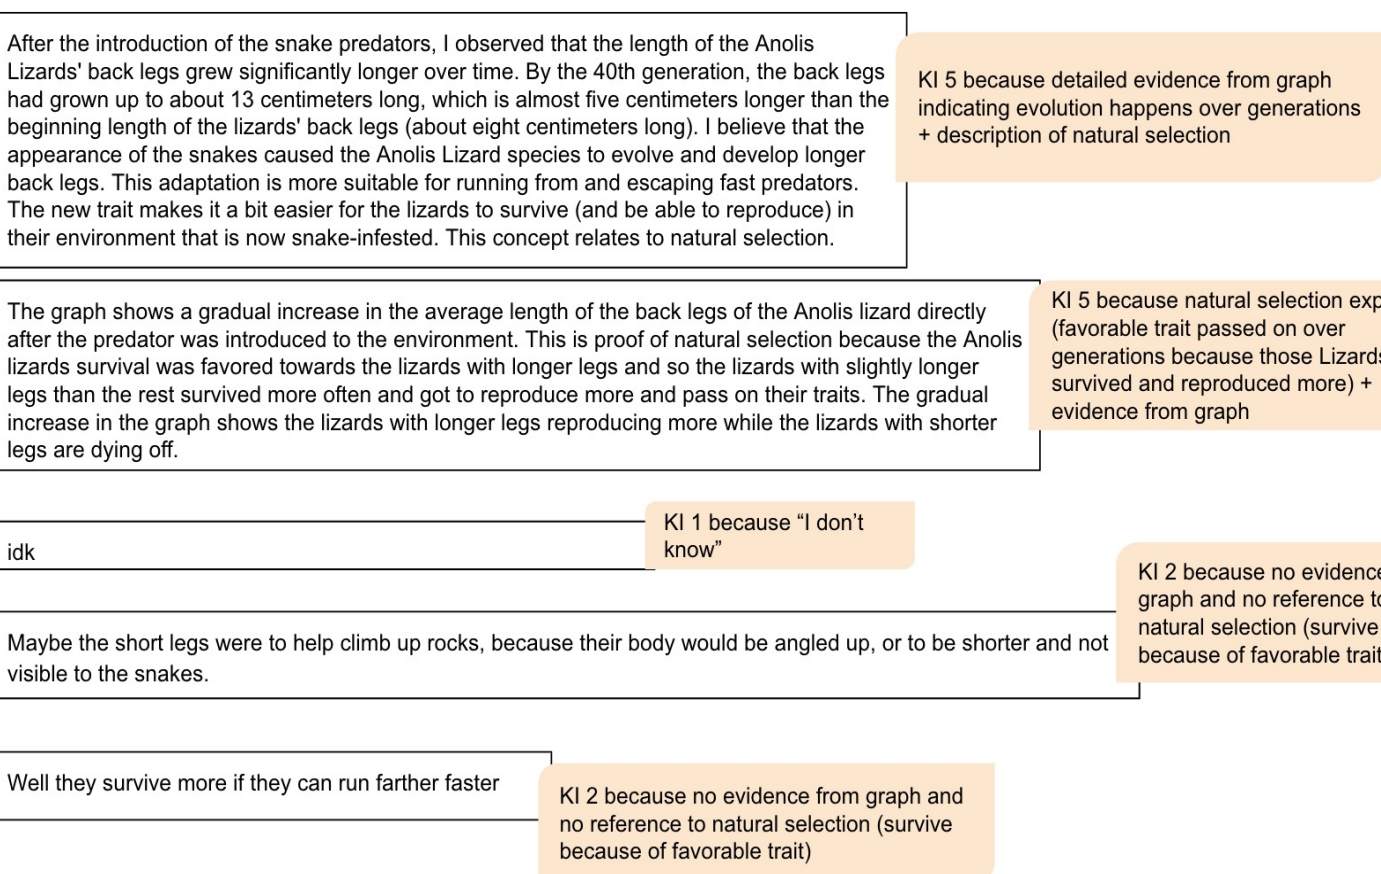 After the introduction of the snake predators, I observed that the length of the Anolis
Lizards' back legs grew significantly longer over time. By the 40th generation, the back legs
had grown up to about 13 centimeters long, which is almost five centimeters longer than the
beginning length of the lizards' back legs (about eight centimeters long). I believe that the
appearance of the snakes caused the Anolis Lizard species to evolve and develop longer
back legs. This adaptation is more suitable for running from and escaping fast predators.
The new trait makes it a bit easier for the lizards to survive (and be able to reproduce) in
their environment that is now snake-infested. This concept relates to natural selection.
KI 5 because detailed evidence from graph
indicating evolution happens over generations
+ description of natural selection
The graph shows a gradual increase in the average length of the back legs of the Anolis lizard directly
after the predator was introduced to the environment. This is proof of natural selection because the Anolis
lizards survival was favored towards the lizards with longer legs and so the lizards with slightly longer
legs than the rest survived more often and got to reproduce more and pass on their traits. The gradual
increase in the graph shows the lizards with longer legs reproducing more while the lizards with shorter
legs are dying off.
KI 5 because natural selection exp
(favorable trait passed on over
generations because those Lizards
survived and reproduced more) +
evidence from graph
idk
KI 1 because “I don’t
know”
Maybe the short legs were to help climb up rocks, because their body would be angled up, or to be shorter and not
visible to the snakes.
KI 2 because no evidence
graph and no reference to
natural selection (survive
because of favorable trait
Well they survive more if they can run farther faster
KI 2 because no evidence from graph and
no reference to natural selection (survive
because of favorable trait)